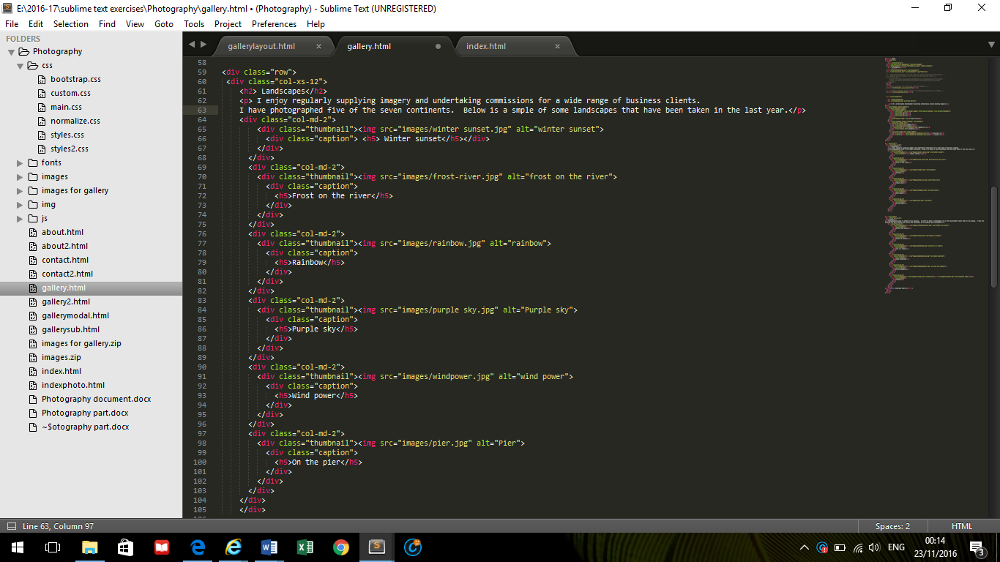 E:\2016-17\sublime text exercises\Photography\gallery.html • (Photography) - Sublime Text (UNREGISTERED)
File Edit Selection Find View Goto Tools Project Preferences Help
FOLDERS
Photography
css
bootstrap.css
custom.css
main.css
normalize.css
styles.css
styles2.css
fonts
images
images for gallery
img
js
about.html
about2.html
contact.html
contact2.html
gallery.html
gallery2.html
gallerymodal.html
gallerysub.html
images for gallery.zip
images.zip
index.html
indexphoto.html
Photography document.docx
Photography part.docx
~$otography part.docx
gallerylayout.html × gallery.html index.html ×
58
59 <div class="row">
60 <div class="col-xs-12">
61 <h2> Landscapes</h2>
62 <p> I enjoy regularly supplying imagery and undertaking commissions for a wide range of business clients.
63 I have photographed five of the seven continents.  Below is a smple of some landscapes that have been taken in the last year.</p>
64 <div class="col-md-2">
65 <div class="thumbnail"><img src="images/winter sunset.jpg" alt="winter sunset">
66 <div class="caption"> <h5> Winter sunset</h5></div>
67 </div>
68 </div>
69 <div class="col-md-2">
70 <div class="thumbnail"><img src="images/frost-river.jpg" alt="frost on the river">
71 <div class="caption">
72 <h5>Frost on the river</h5>
73 </div>
74 </div>
75 </div>
76 <div class="col-md-2">
77 <div class="thumbnail"><img src="images/rainbow.jpg" alt="rainbow">
78 <div class="caption">
79 <h5>Rainbow</h5>
80 </div>
81 </div>
82 </div>
83 <div class="col-md-2">
84 <div class="thumbnail"><img src="images/purple sky.jpg" alt="Purple sky">
85 <div class="caption">
86 <h5>Purple sky</h5>
87 </div>
88 </div>
89 </div>
90 <div class="col-md-2">
91 <div class="thumbnail"><img src="images/windpower.jpg" alt="wind power">
92 <div class="caption">
93 <h5>Wind power</h5>
94 </div>
95 </div>
96 </div>
97 <div class="col-md-2">
98 <div class="thumbnail"><img src="images/pier.jpg" alt="Pier">
99 <div class="caption">
100 <h5>On the pier</h5>
101 </div>
102 </div>
103 </div>
104 </div>
105 </div>
Line 63, Column 97 Spaces: 2 HTML
ENG 00:14
23/11/2016 3